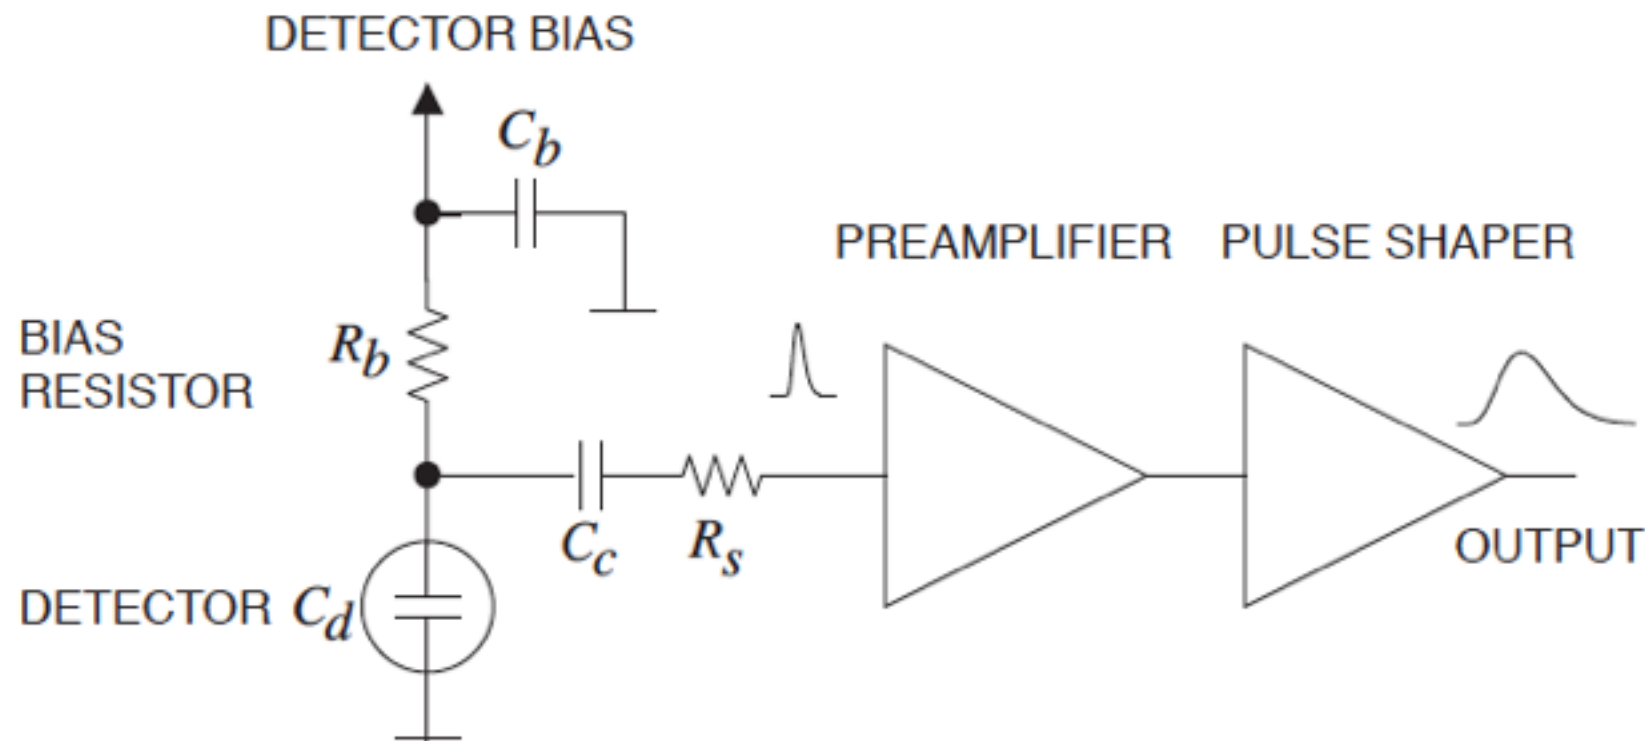 DETECTOR BIAS
C_b
PREAMPLIFIER
PULSE SHAPER
BIAS
RESISTOR
R_b
C_c
R_s
OUTPUT
DETECTOR
C_d